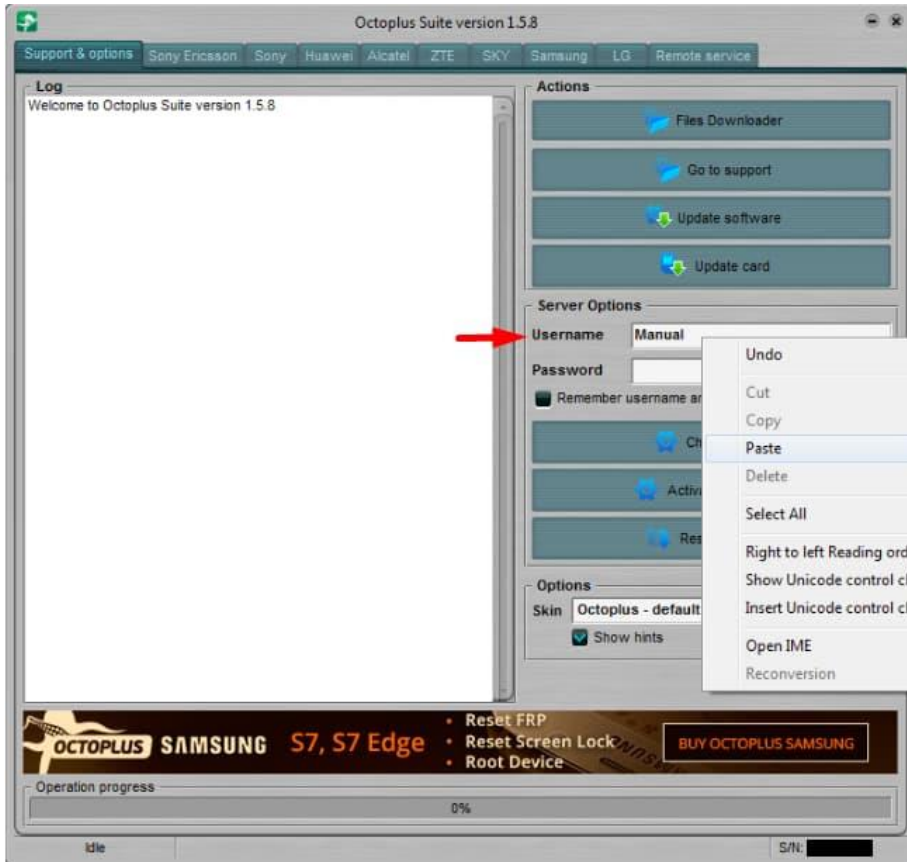 Octoplus Suite version 1.5.8
Support & options Sony Ericsson Sony Huawei Alcatel ZTE SKY Samsung LG Remote service
Log
Welcome to Octoplus Suite version 1.5.8
Actions
Files Downloader
Go to support
Update software
Update card
Server Options
Username Manual
Password
Remember username
Undo
Cut
Copy
Paste
Delete
Select All
Right to left Reading
Show Unicode control
Insert Unicode control
Open IME
Reconversion
Options
Skin Octoplus - default
Show hints
OCTOPLUS SAMSUNG S7, S7 Edge
• Reset FRP
• Reset Screen Lock
• Root Device
BUY OCTOPLUS SAMSUNG
Operation progress
0%
Idle
S/N: